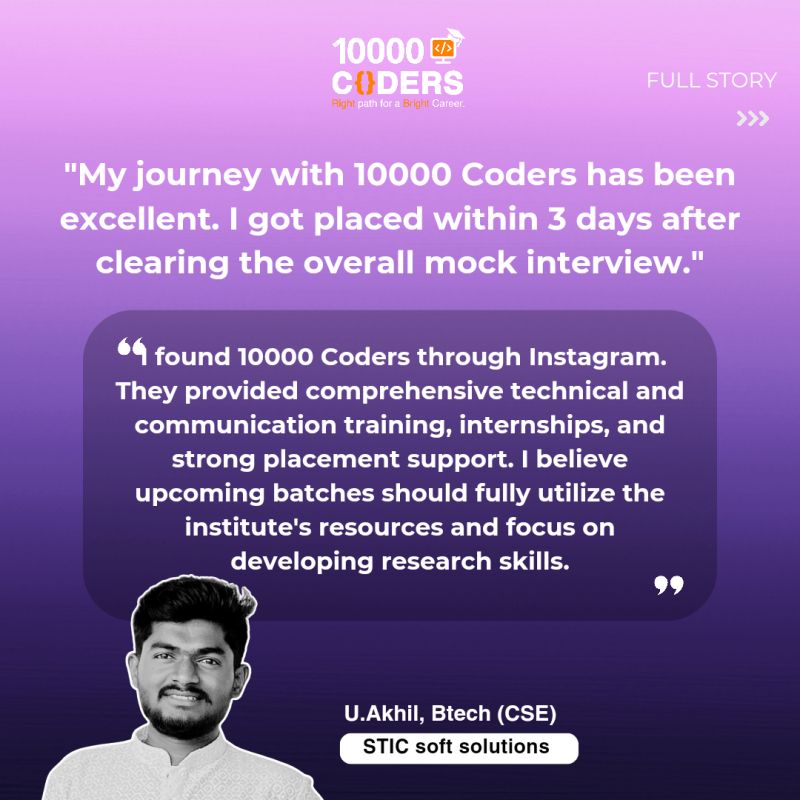 10000
CODERS
Right path for a Bright Career.
FULL STORY
"My journey with 10000 Coders has been
excellent. I got placed within 3 days after
clearing the overall mock interview."
“I found 10000 Coders through Instagram.
They provided comprehensive technical and
communication training, internships, and
strong placement support. I believe
upcoming batches should fully utilize the
institute's resources and focus on
developing research skills.
”
U.Akhil, Btech (CSE)
STIC soft solutions